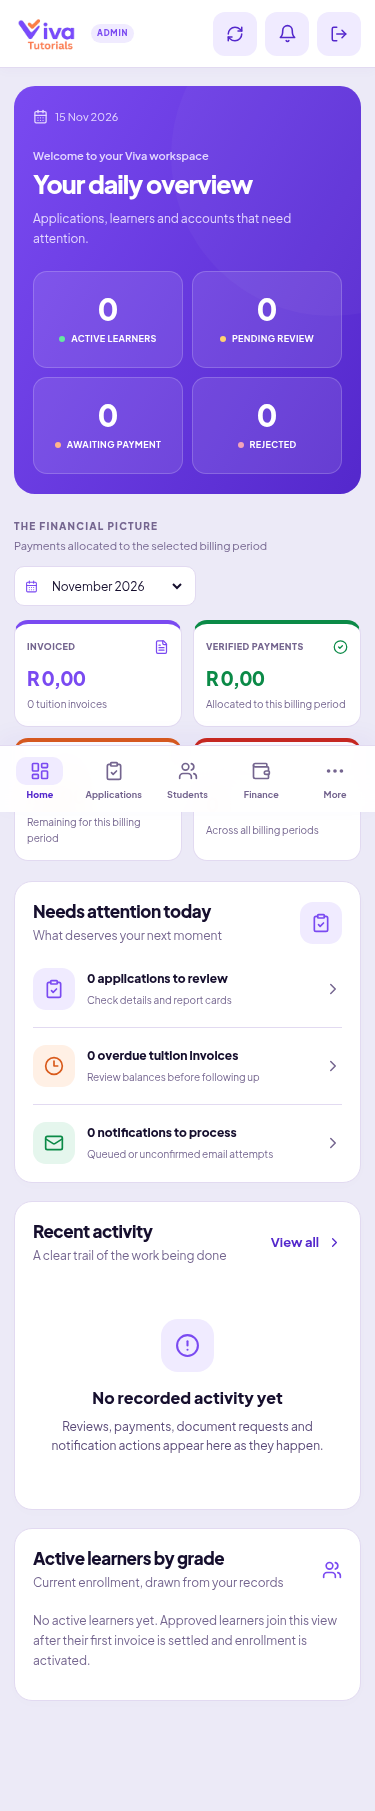 Viva
Tutorials
ADMIN
15 Nov 2026
Welcome to your Viva workspace
Your daily overview
Applications, learners and accounts that need
attention.
0
ACTIVE LEARNERS
0
PENDING REVIEW
0
AWAITING PAYMENT
0
REJECTED
THE FINANCIAL PICTURE
Payments allocated to the selected billing period
November 2026
INVOICED
R 0,00
0 tuition invoices
VERIFIED PAYMENTS
R 0,00
Allocated to this billing period
Home
Applications
Students
Finance
More
Remaining for this billing
period
Across all billing periods
Needs attention today
What deserves your next moment
0 applications to review
Check details and report cards
0 overdue tuition invoices
Review balances before following up
0 notifications to process
Queued or unconfirmed email attempts
Recent activity
A clear trail of the work being done
View all
No recorded activity yet
Reviews, payments, document requests and
notification actions appear here as they happen.
Active learners by grade
Current enrollment, drawn from your records
No active learners yet. Approved learners join this view
after their first invoice is settled and enrollment is
activated.